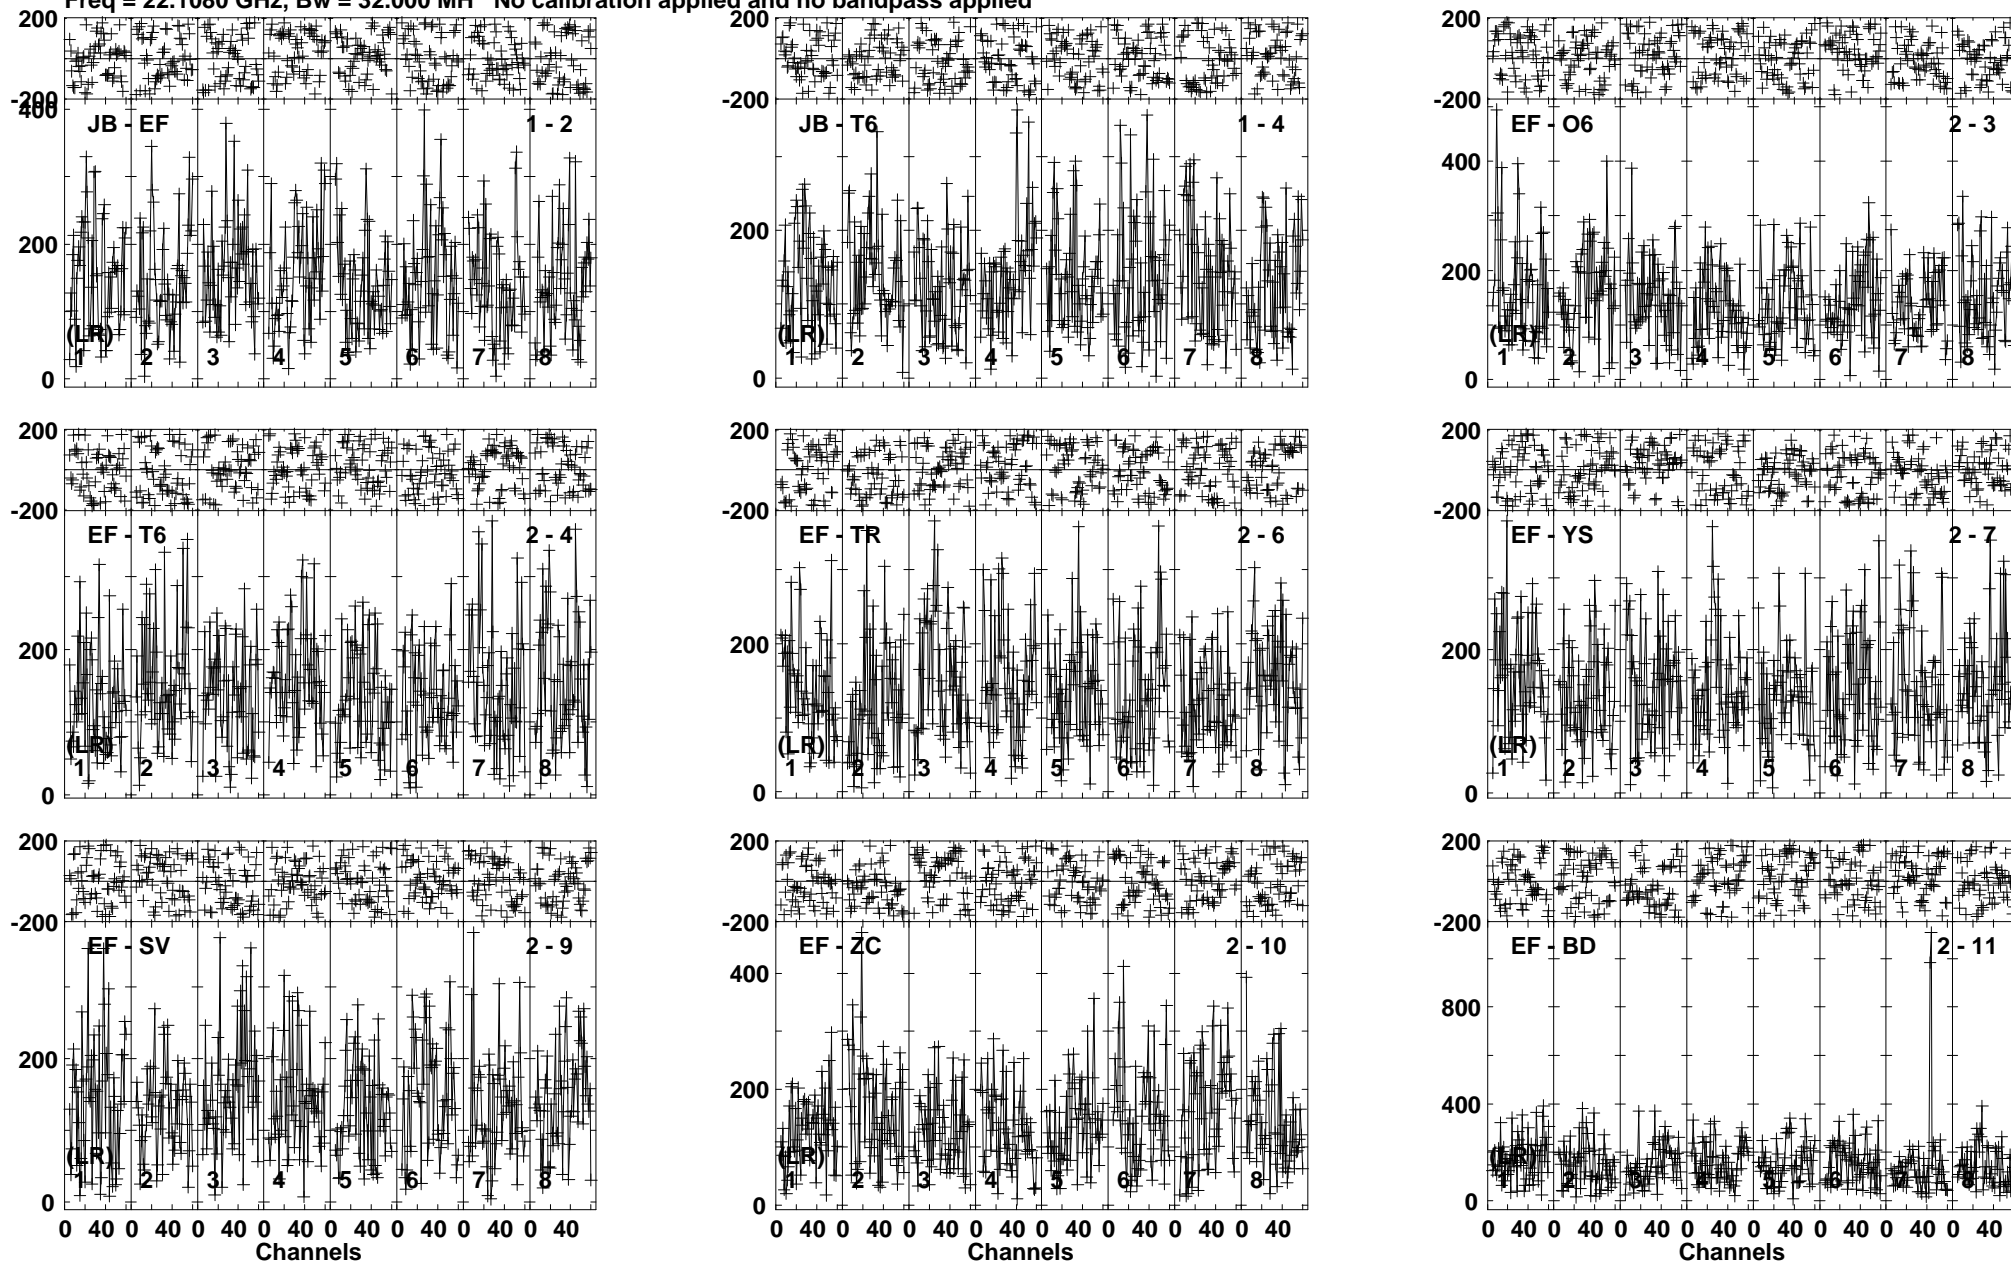 Freq = 22.1080 GHz, Bw = 32.000 MH No calibration applied and no bandpass applied
200 200 200
-200 -200 -200
400
JB - EF 1 - 2 JB - T6 1 - 4 EF - O6 2 - 3
400
200 200 200
(LR) (LR) (LR)
1 2 3 4 5 6 7 8 1 2 3 4 5 6 7 8 1 2 3 4 5 6 7 8
0 0 0
200 200 200
-200 -200 -200
EF - T6 2 - 4 EF - TR 2 - 6 EF - YS 2 - 7
200 200 200
(LR) (LR) (LR)
1 2 3 4 5 6 7 8 1 2 3 4 5 6 7 8 1 2 3 4 5 6 7 8
0 0 0
200 200 200
-200 -200 -200
EF - SV 2 - 9 EF - ZC 2 - 10 EF - BD 2 - 11
400 800
200 200 400
(LR) (LR) (LR)
1 2 3 4 5 6 7 8 1 2 3 4 5 6 7 8 1 2 3 4 5 6 7 8
0 0 0
0 40 0 40 0 40 0 40 0 40 0 40 0 40 0 40 0 40 0 40 0 40 0 40 0 40 0 40 0 40 0 40 0 40 0 40 0 40 0 40 0 40 0 40 0 40 0 40
Channels Channels Channels